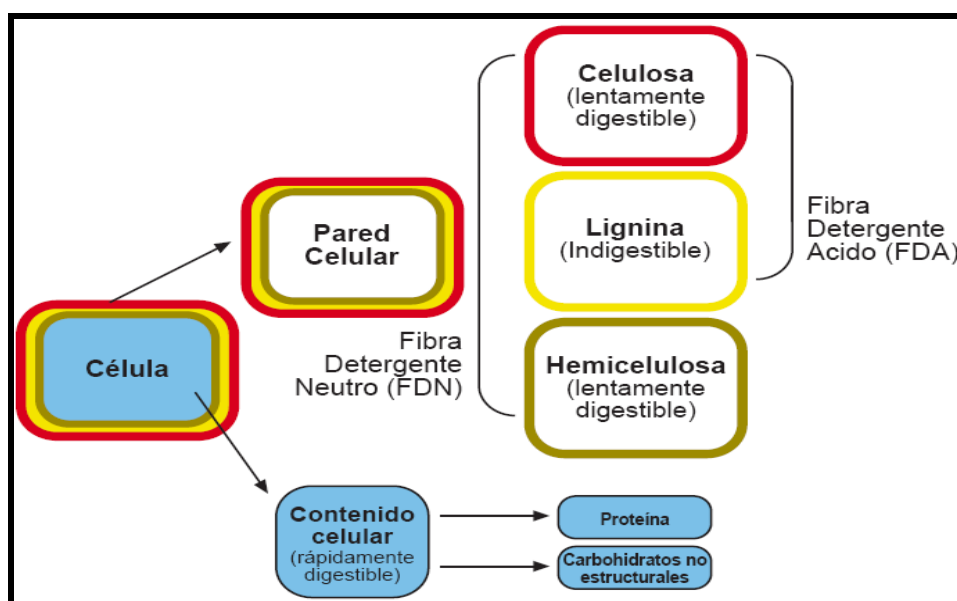 Celulosa
(lentamente
digestible)
Pared
Celular
Lignina
(Indigestible)
Fibra
Detergente
Acido (FDA)
Célula
Fibra
Detergente
Neutro (FDN)
Hemicelulosa
(lentamente
digestible)
Contenido
celular
(rápidamente
digestible)
Proteína
Carbohidratos no
estructurales